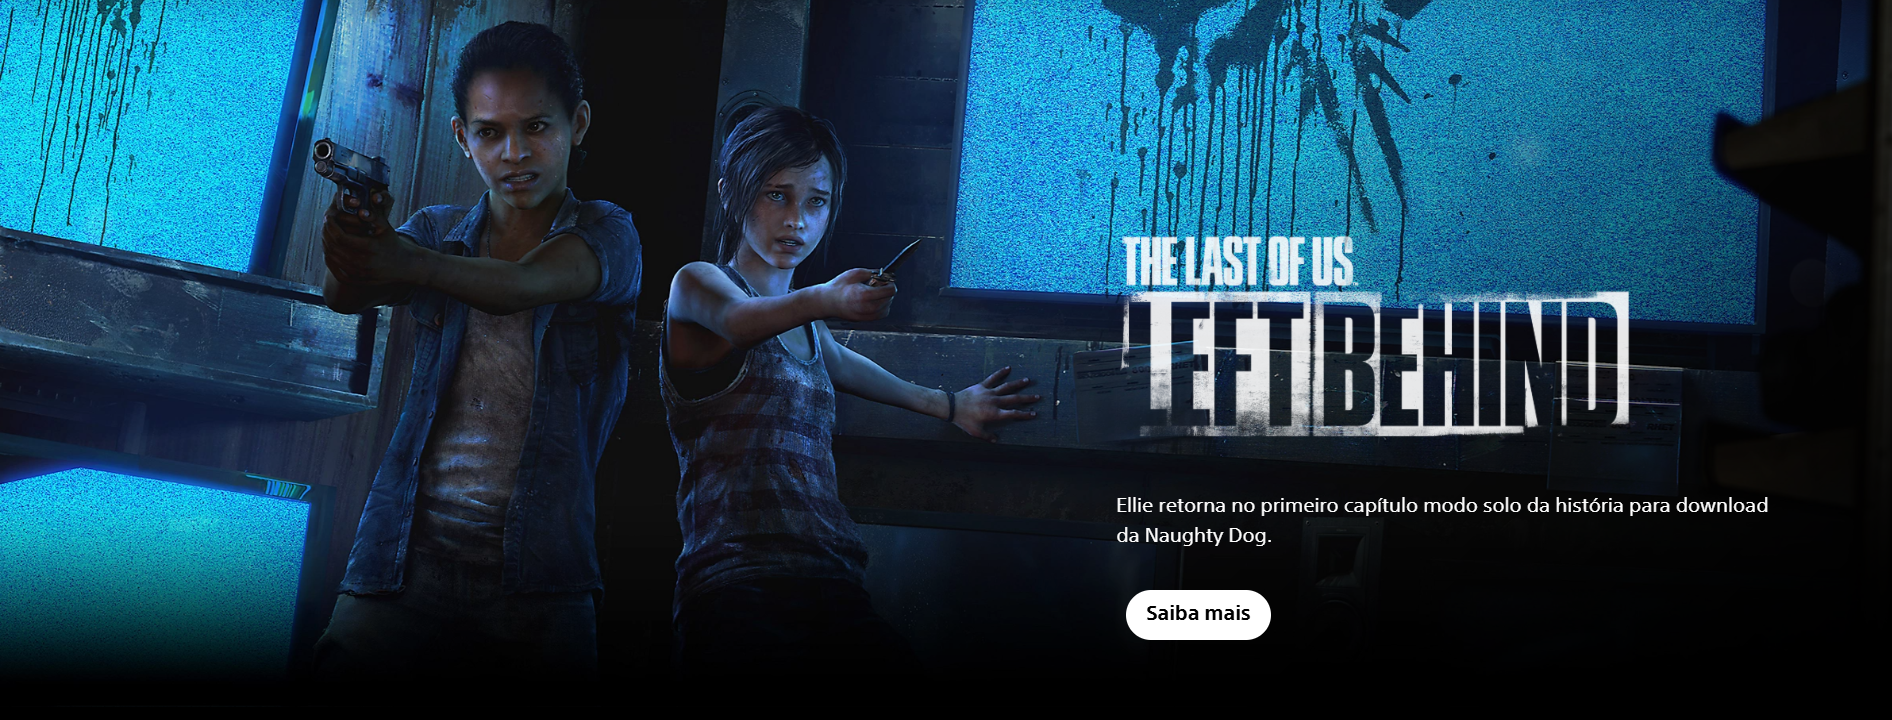 THE LAST OF US
LEFT BEHIND
Ellie retorna no primeiro capítulo modo solo da história para download
da Naughty Dog.
Saiba mais